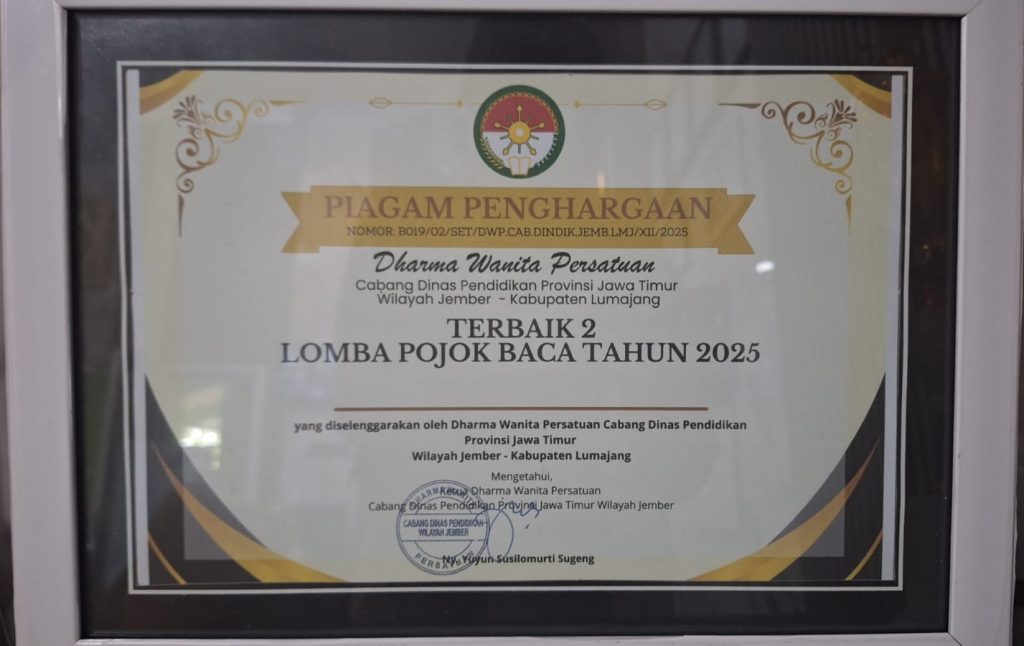 PIAGAM PENGHARGAAN
NOMOR B019/02/SET/DWP.CAB.DINDIK.JEMB.LMJ/XII/2025
Dharma Wanita Persatuan
Cabang Dinas Pendidikan Provinsi Jawa Timur
Wilayah Jember - Kabupaten Lumajang
TERBAIK 2
LOMBA POJOK BACA TAHUN 2025
yang diselenggarakan oleh Dharma Wanita Persatuan Cabang Dinas Pendidikan
Provinsi Jawa Timur
Wilayah Jember - Kabupaten Lumajang
Mengetahui,
Ketua Dharma Wanita Persatuan
Cabang Dinas Pendidikan Provinsi Jawa Timur Wilayah Jember
DHARMA WANITA
CABANG DINAS PENDIDIKAN
WILAYAH JEMBER
PERSATUAN
Ny. Yuyun Susilomurti Sugeng